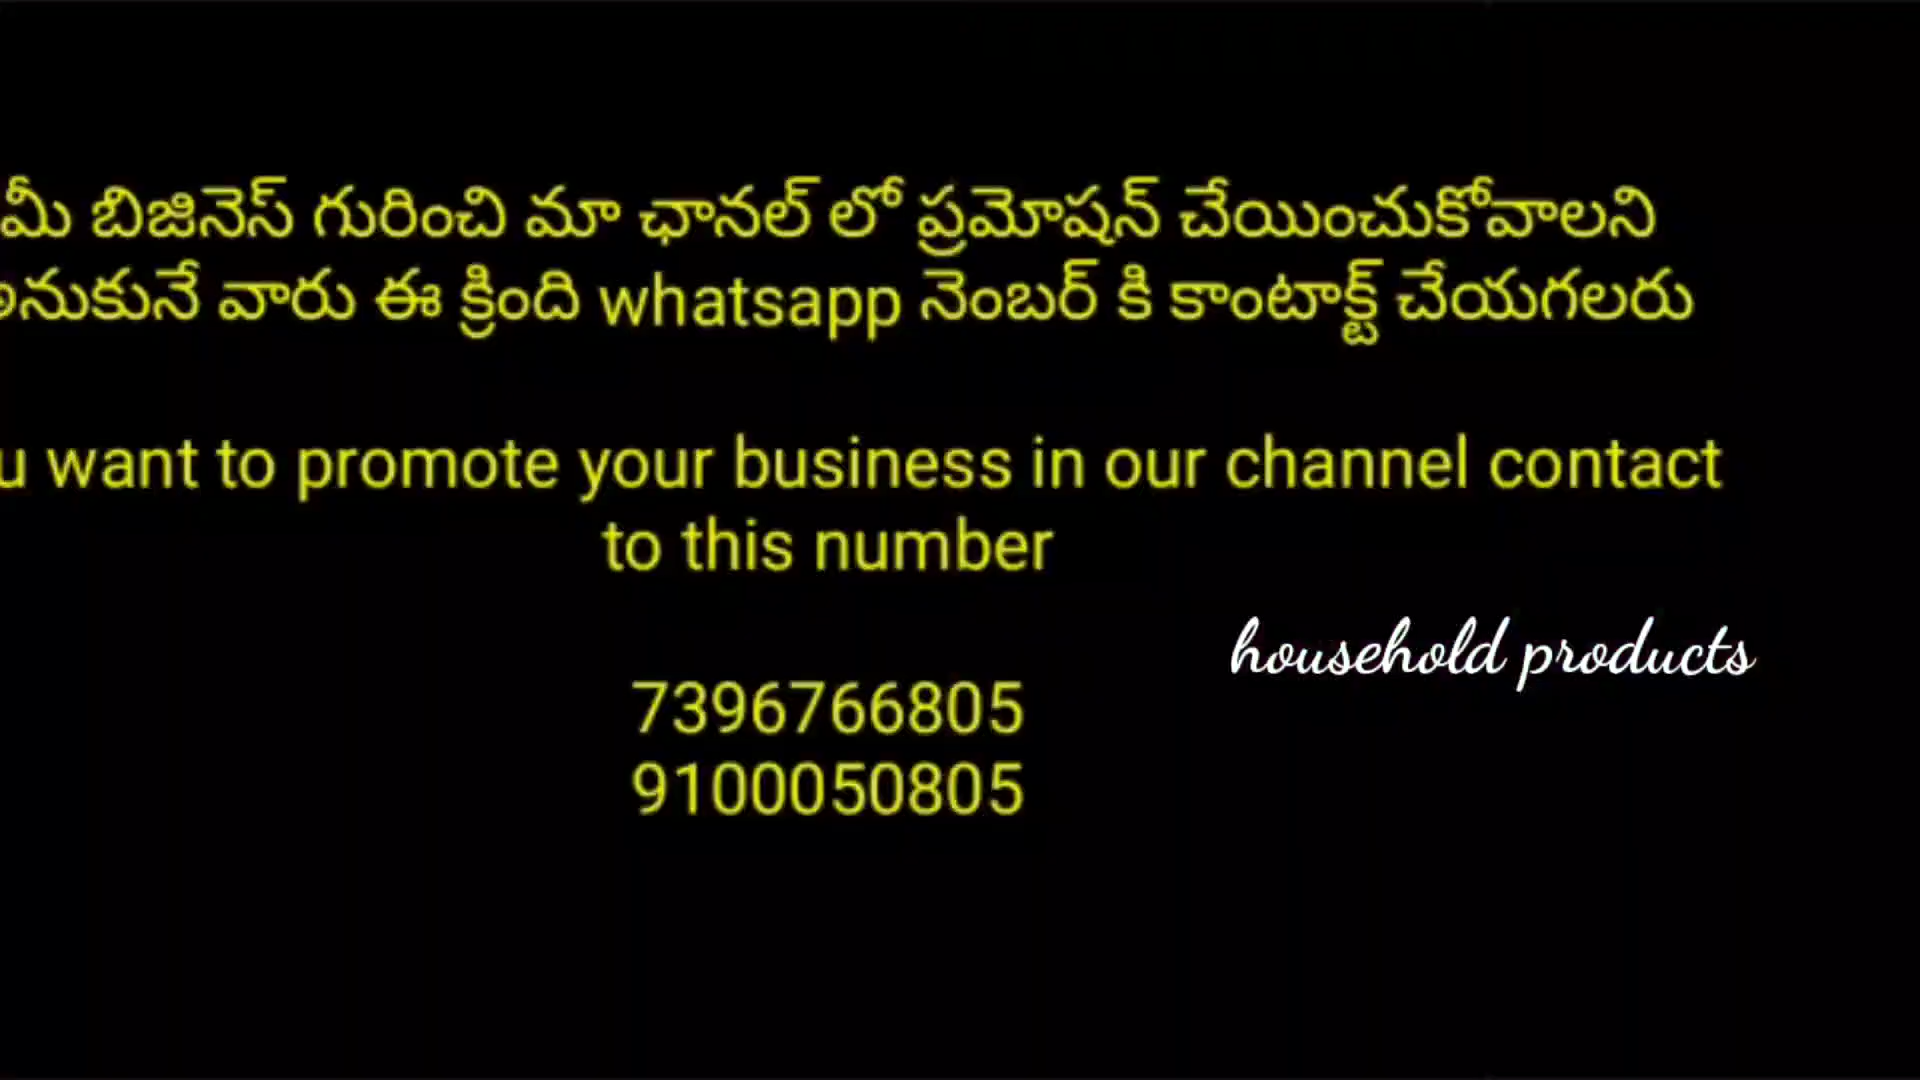 మీ బిజినెస్ గురించి మా ఛానల్ లో ప్రమోషన్ చేయించుకోవాలని
అనుకునే వారు ఈ క్రింది whatsapp నెంబర్ కి కాంటాక్ట్ చేయగలరు
u want to promote your business in our channel contact
to this number
household products
7396766805
9100050805